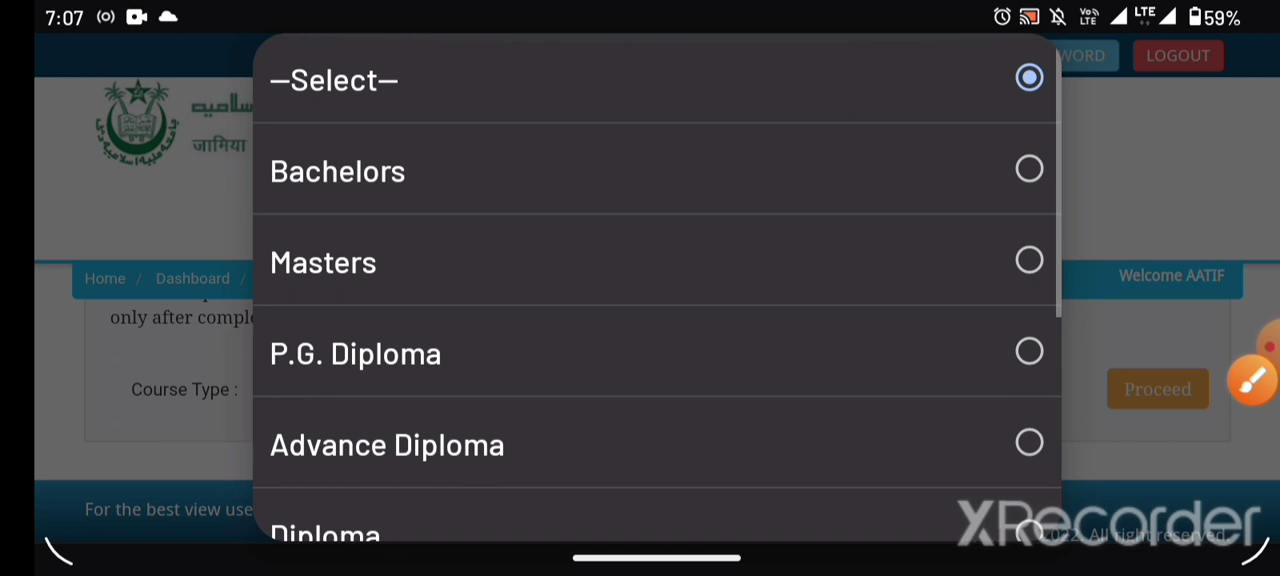 7:07 VoLTE LTE 59%
WORD LOGOUT
—Select—
Bachelors
जामिया
Masters
Home / Dashboard / Welcome AATIF
only after comple
P.G. Diploma
Course Type : Proceed
Advance Diploma
For the best view use
Diploma
XRecorder
2022. All right reserved.